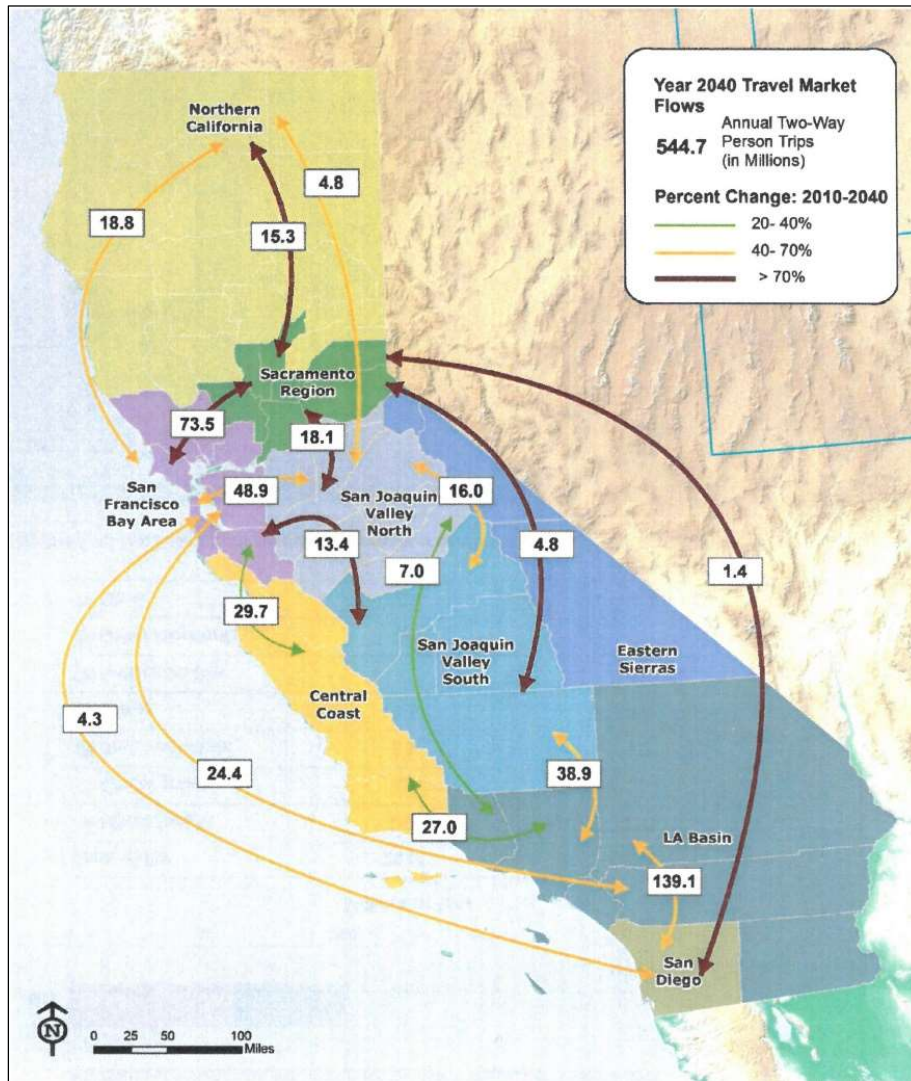 Year 2040 Travel Market
Flows
544.7 Annual Two-Way
Person Trips
(in Millions)
Percent Change: 2010-2040
20- 40%
40- 70%
> 70%
Northern
California
4.8
18.8
15.3
Sacramento
Region
73.5
18.1
San
Francisco
Bay Area
48.9
San Joaquin
Valley
North
16.0
13.4
7.0
4.8
1.4
29.7
San Joaquin
Valley
South
Eastern
Sierras
Central
Coast
4.3
24.4
38.9
27.0
LA Basin
139.1
San
Diego
N
0 25 50 100
Miles